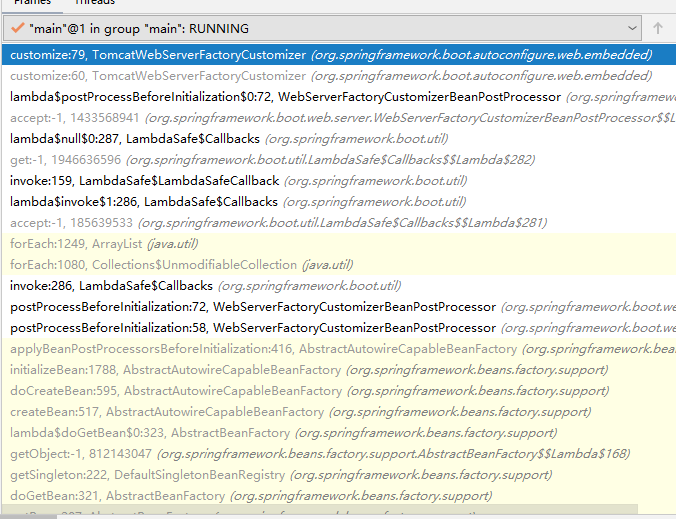 Frames Threads
"main"@1 in group "main": RUNNING
customize:79, TomcatWebServerFactoryCustomizer (org.springframework.boot.autoconfigure.web.embedded)
customize:60, TomcatWebServerFactoryCustomizer (org.springframework.boot.autoconfigure.web.embedded)
lambda$postProcessBeforeInitialization$0:72, WebServerFactoryCustomizerBeanPostProcessor (org.springframew
accept:-1, 1433568941 (org.springframework.boot.web.server.WebServerFactoryCustomizerBeanPostProcessor$$L
lambda$null$0:287, LambdaSafe$Callbacks (org.springframework.boot.util)
get:-1, 1946636596 (org.springframework.boot.util.LambdaSafe$Callbacks$$Lambda$282)
invoke:159, LambdaSafe$LambdaSafeCallback (org.springframework.boot.util)
lambda$invoke$1:286, LambdaSafe$Callbacks (org.springframework.boot.util)
accept:-1, 185639533 (org.springframework.boot.util.LambdaSafe$Callbacks$$Lambda$281)
forEach:1249, ArrayList (java.util)
forEach:1080, Collections$UnmodifiableCollection (java.util)
invoke:286, LambdaSafe$Callbacks (org.springframework.boot.util)
postProcessBeforeInitialization:72, WebServerFactoryCustomizerBeanPostProcessor (org.springframework.boot.we
postProcessBeforeInitialization:58, WebServerFactoryCustomizerBeanPostProcessor (org.springframework.boot.we
applyBeanPostProcessorsBeforeInitialization:416, AbstractAutowireCapableBeanFactory (org.springframework.bean
initializeBean:1788, AbstractAutowireCapableBeanFactory (org.springframework.beans.factory.support)
doCreateBean:595, AbstractAutowireCapableBeanFactory (org.springframework.beans.factory.support)
createBean:517, AbstractAutowireCapableBeanFactory (org.springframework.beans.factory.support)
lambda$doGetBean$0:323, AbstractBeanFactory (org.springframework.beans.factory.support)
getObject:-1, 812143047 (org.springframework.beans.factory.support.AbstractBeanFactory$$Lambda$168)
getSingleton:222, DefaultSingletonBeanRegistry (org.springframework.beans.factory.support)
doGetBean:321, AbstractBeanFactory (org.springframework.beans.factory.support)